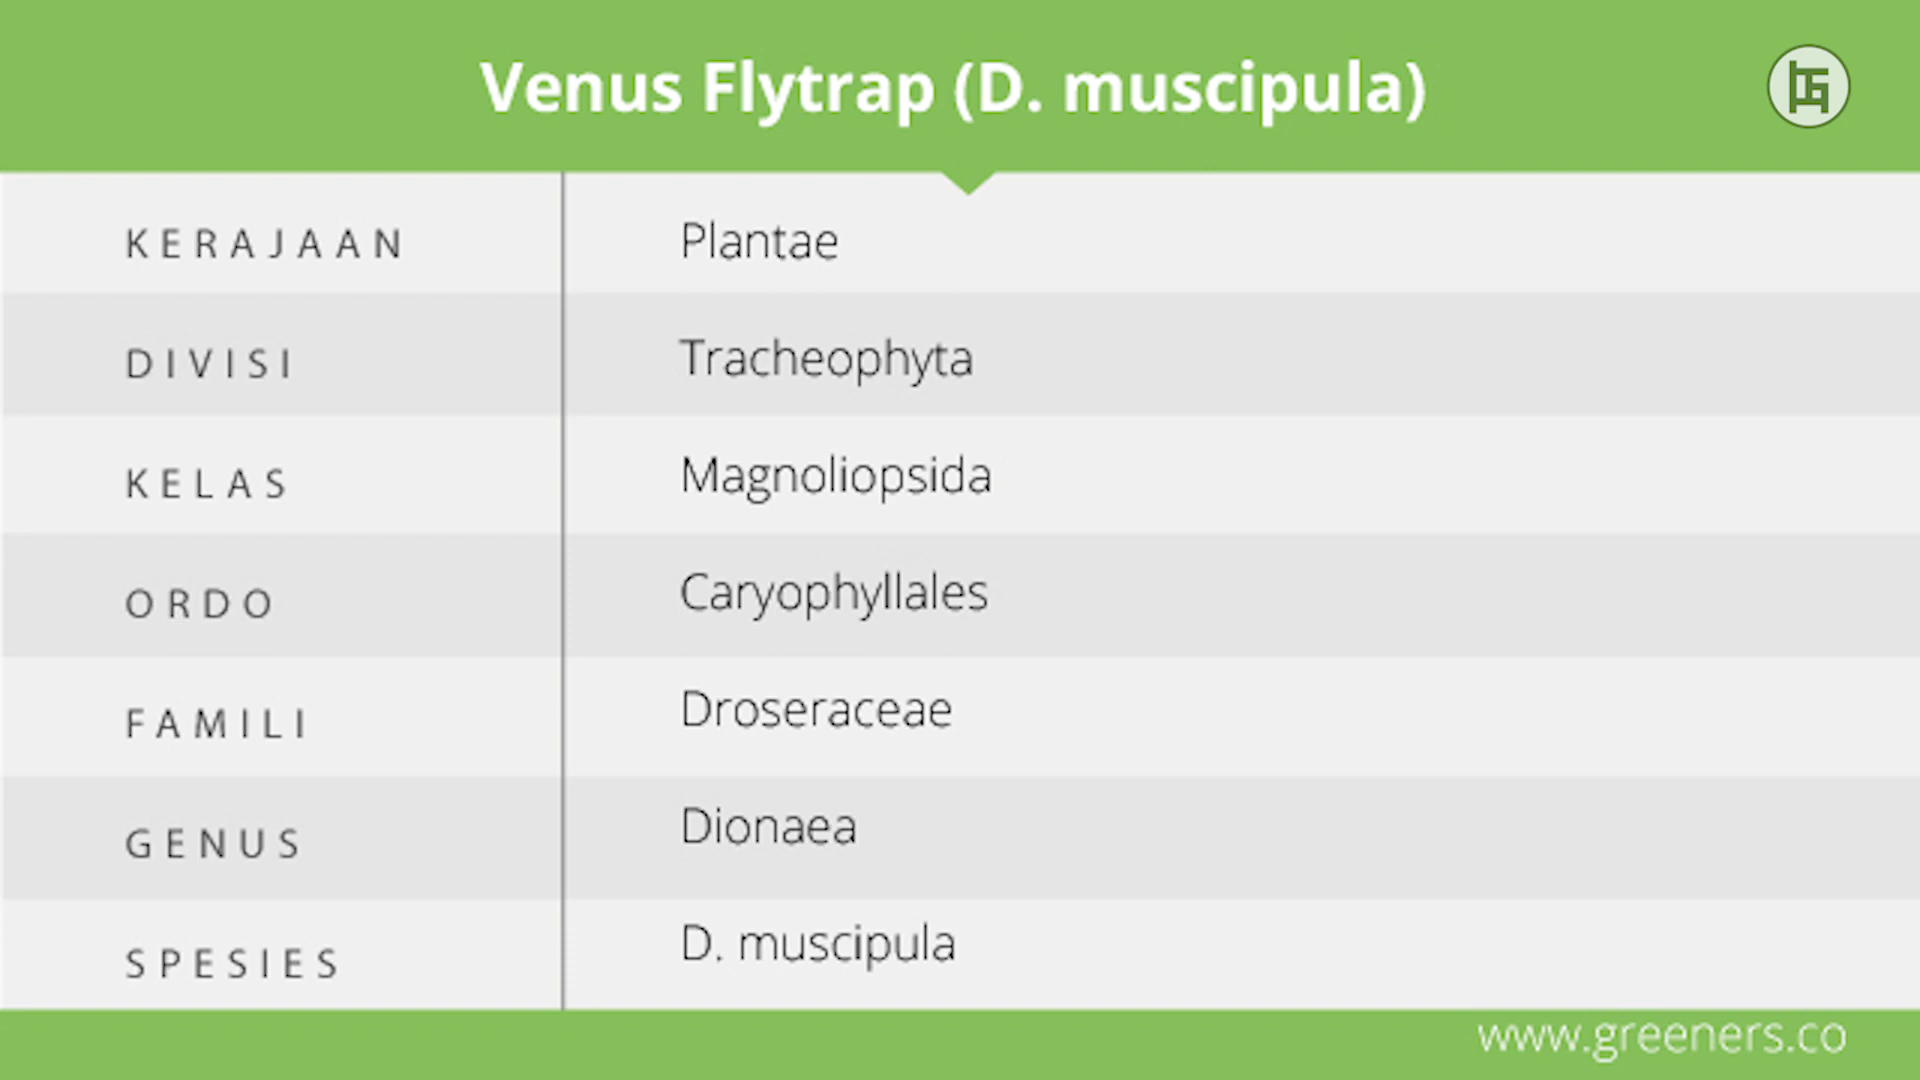 Venus Flytrap (D. muscipula)
KERAJAAN Plantae
DIVISI Tracheophyta
KELAS Magnoliopsida
ORDO Caryophyllales
FAMILI Droseraceae
GENUS Dionaea
SPESIES D. muscipula
www.greeners.co